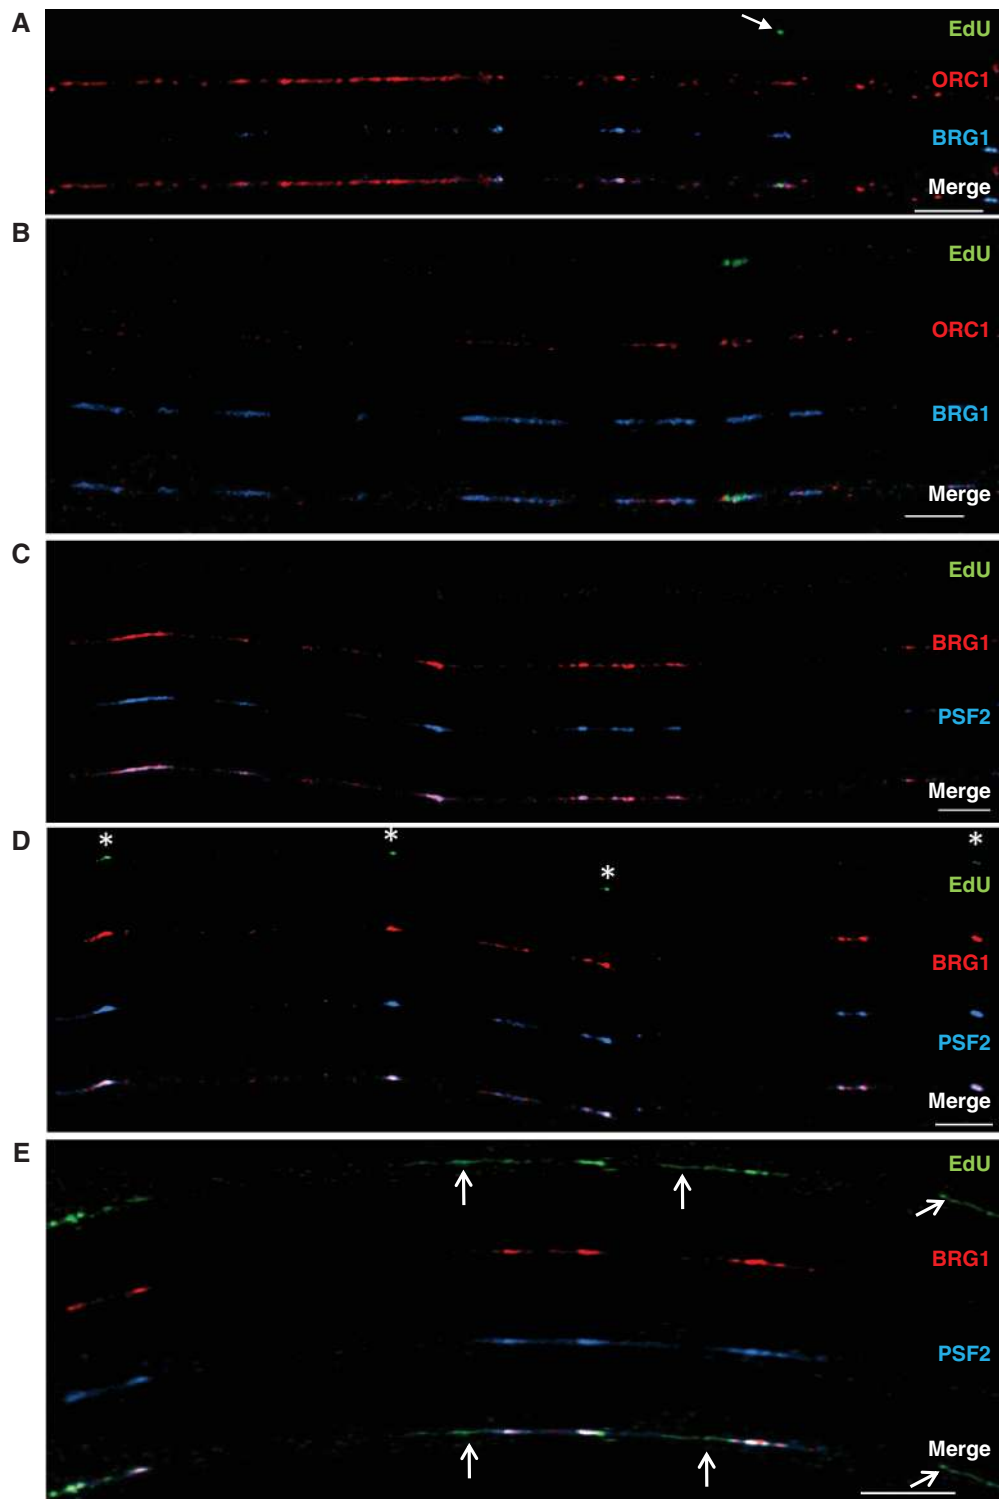 A
EdU
ORC1
BRG1
Merge
B
EdU
ORC1
BRG1
Merge
C
EdU
BRG1
PSF2
Merge
D
* * * *
EdU
BRG1
PSF2
Merge
E
EdU
BRG1
PSF2
Merge